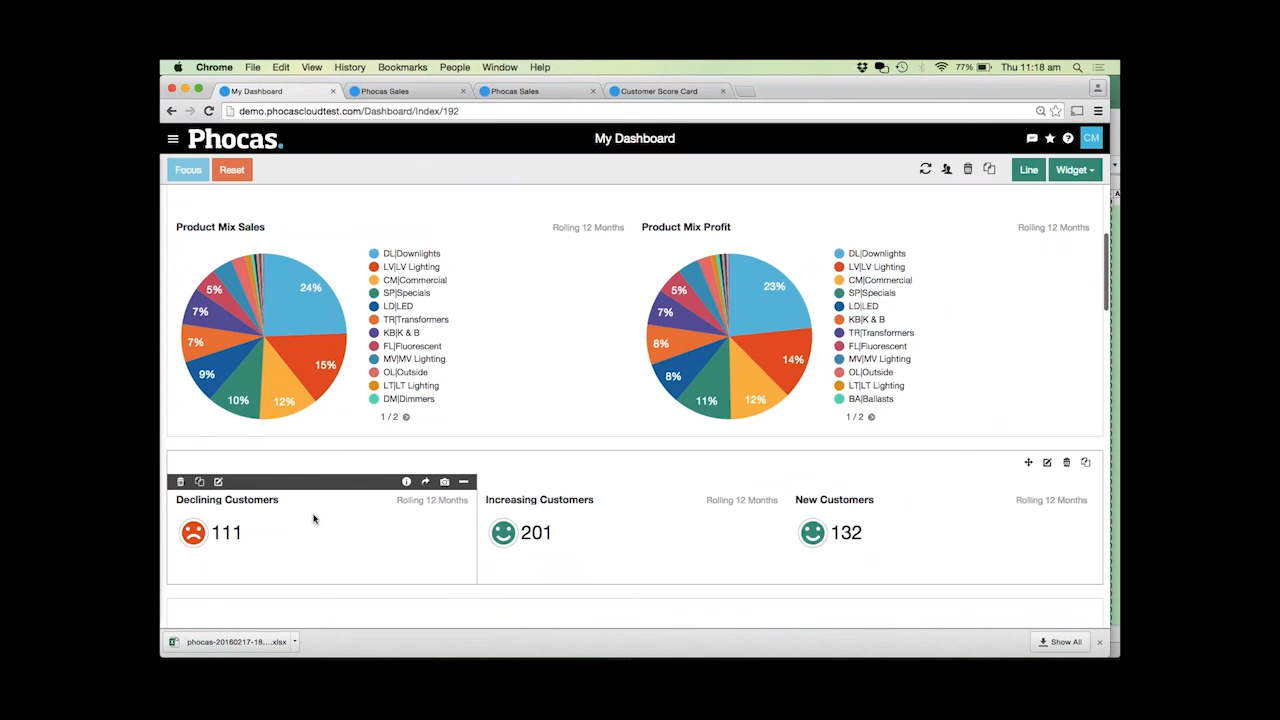 Chrome File Edit View History Bookmarks People Window Help 77% Thu 11:18 am
My Dashboard Phocas Sales Phocas Sales Customer Score Card
demo.phocascloudtest.com/Dashboard/Index/192
Phocas. My Dashboard CM
Focus Reset Line Widget
Product Mix Sales Rolling 12 Months
24%
15%
12%
10%
9%
7%
7%
5%
DL|Downlights
LV|LV Lighting
CM|Commercial
SP|Specials
LD|LED
TR|Transformers
KB|K & B
FL|Fluorescent
MV|MV Lighting
OL|Outside
LT|LT Lighting
DM|Dimmers
1 / 2
Product Mix Profit Rolling 12 Months
23%
14%
12%
11%
8%
8%
7%
5%
DL|Downlights
LV|LV Lighting
CM|Commercial
SP|Specials
LD|LED
KB|K & B
TR|Transformers
FL|Fluorescent
MV|MV Lighting
OL|Outside
LT|LT Lighting
BA|Ballasts
1 / 2
Declining Customers Rolling 12 Months
111
Increasing Customers Rolling 12 Months
201
New Customers Rolling 12 Months
132
phocas-20160217-18....xlsx Show All